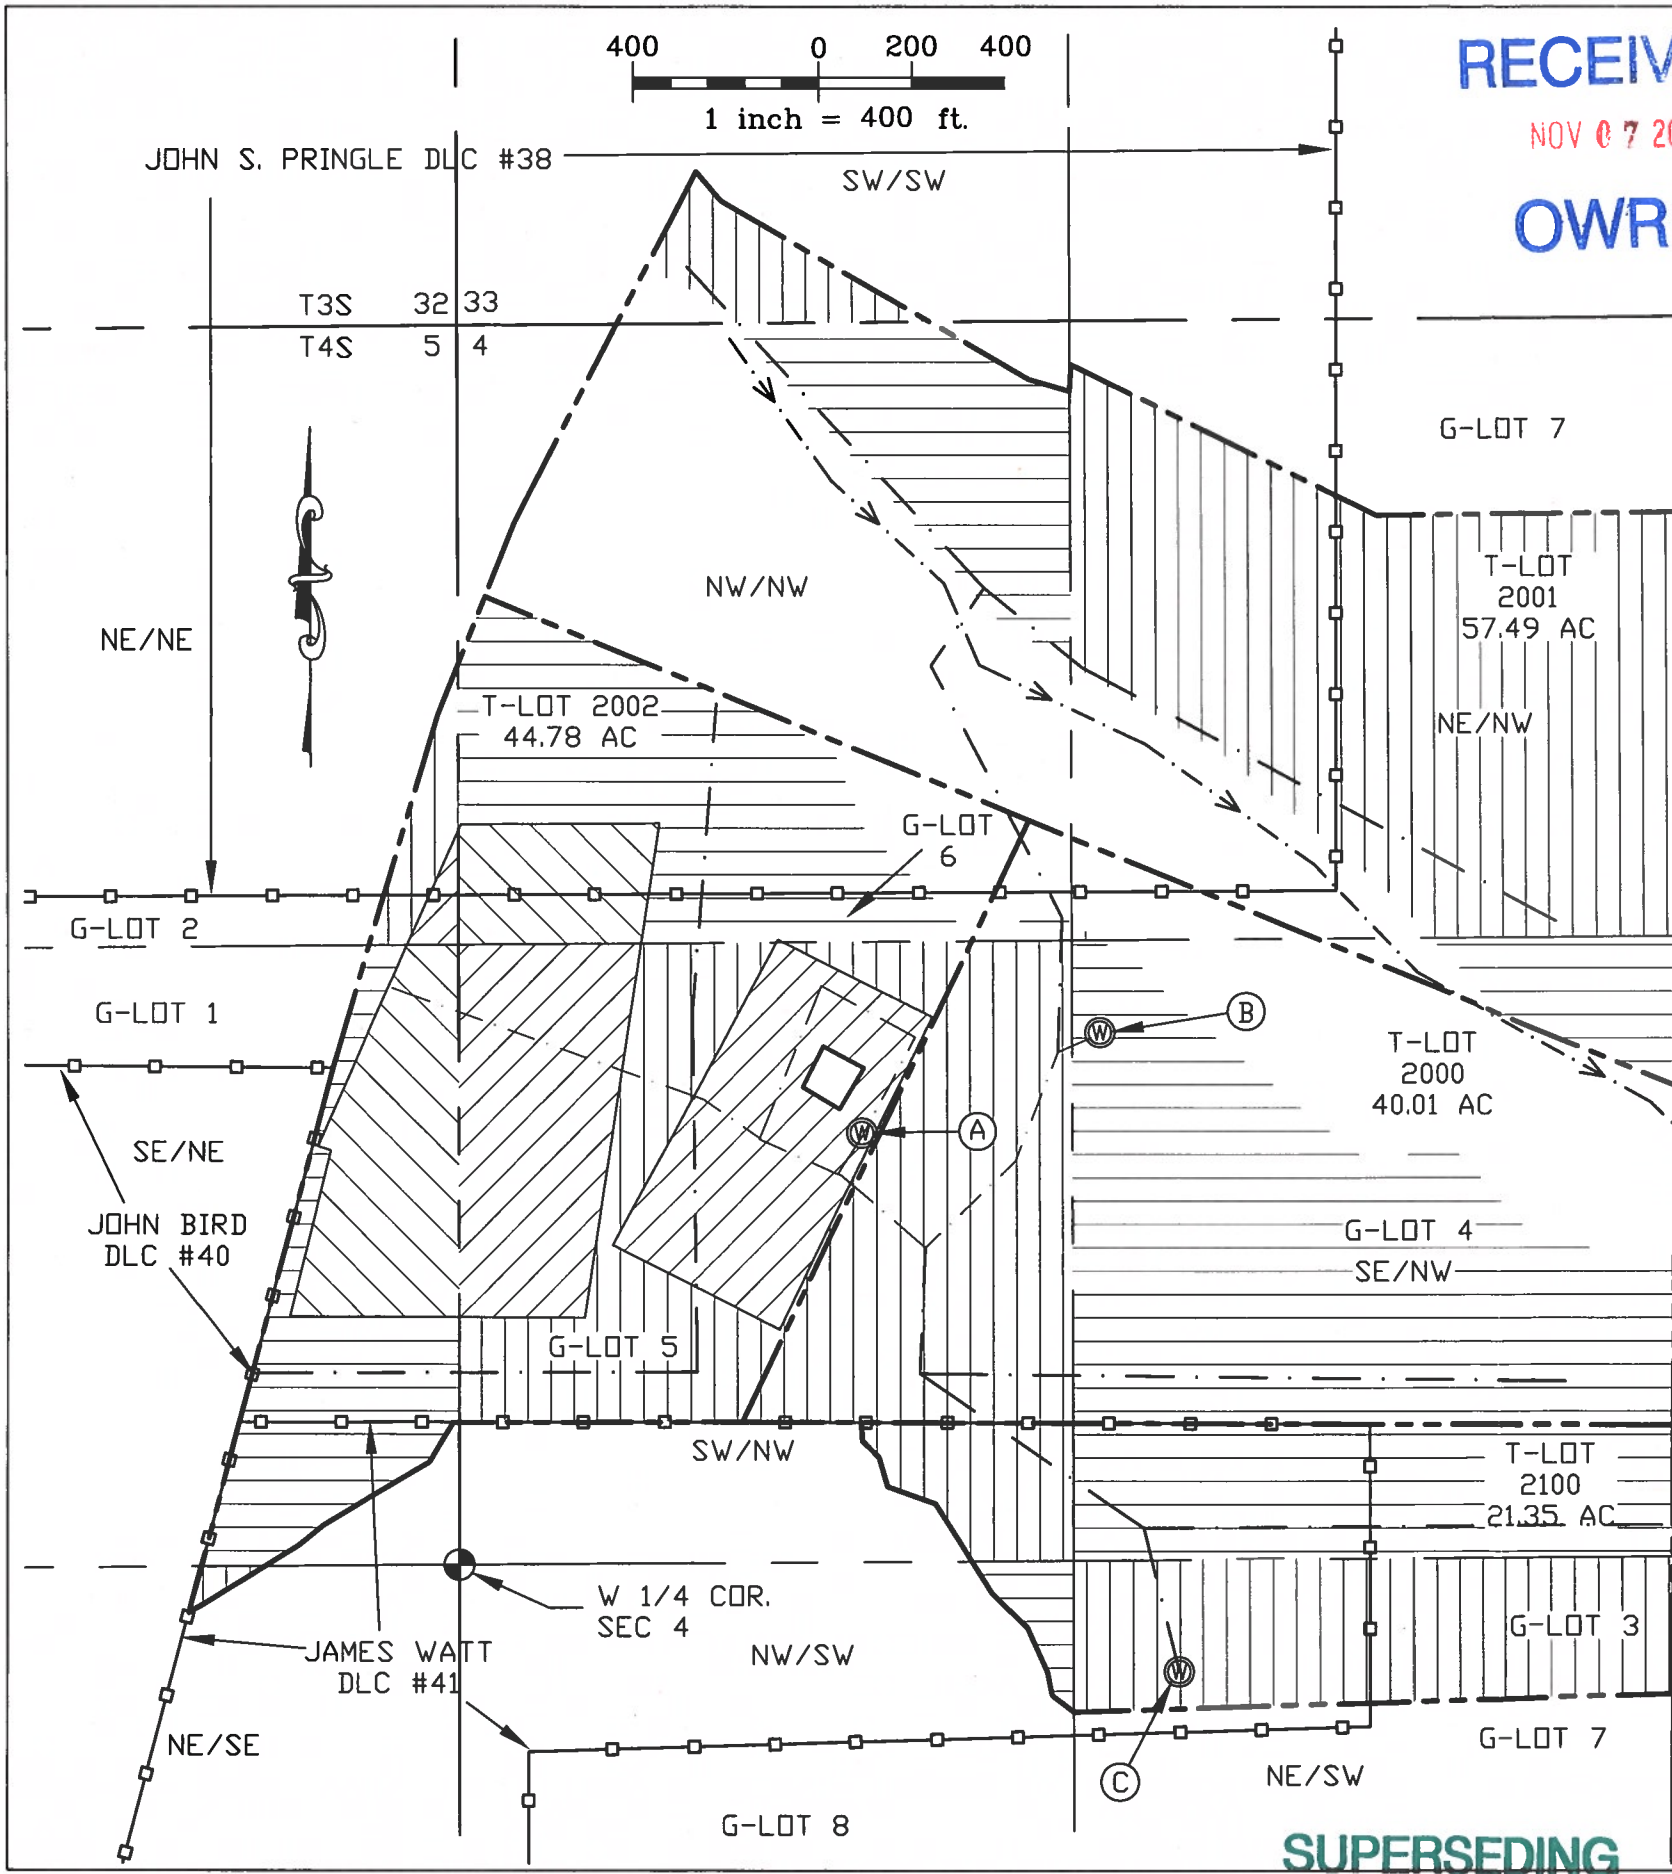 400 0 200 400
1 inch = 400 ft.
NOV 0 7
JOHN S. PRINGLE DLC #38
SW/SW
T3S 32 33
T4S 5 4
G-LOT 7
T-LOT
2001
57.49 AC
NW/NW
NE/NE
T-LOT 2002
44.78 AC
NE/NW
G-LOT
6
G-LOT 2
G-LOT 1
W
B
T-LOT
2000
40.01 AC
W
A
SE/NE
JOHN BIRD
DLC #40
G-LOT 4
SE/NW
G-LOT 5
SW/NW
T-LOT
2100
21.35 AC
W 1/4 COR.
SEC 4
G-LOT 3
JAMES WATT
DLC #41
NW/SW
W
NE/SE
G-LOT 7
NE/SW
C
G-LOT 8
SUPERSEDING